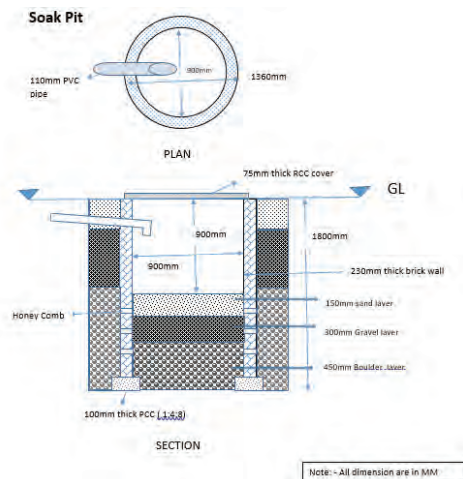 Soak Pit
900mm
110mm PVC
pipe
1360mm
PLAN
75mm thick RCC cover
GL
900mm
1800mm
900mm
230mm thick brick wall
150mm sand layer
Honey Comb
300mm Gravel layer
450mm Boulder layer
100mm thick PCC (1:4:8)
SECTION
Note: - All dimension are in MM